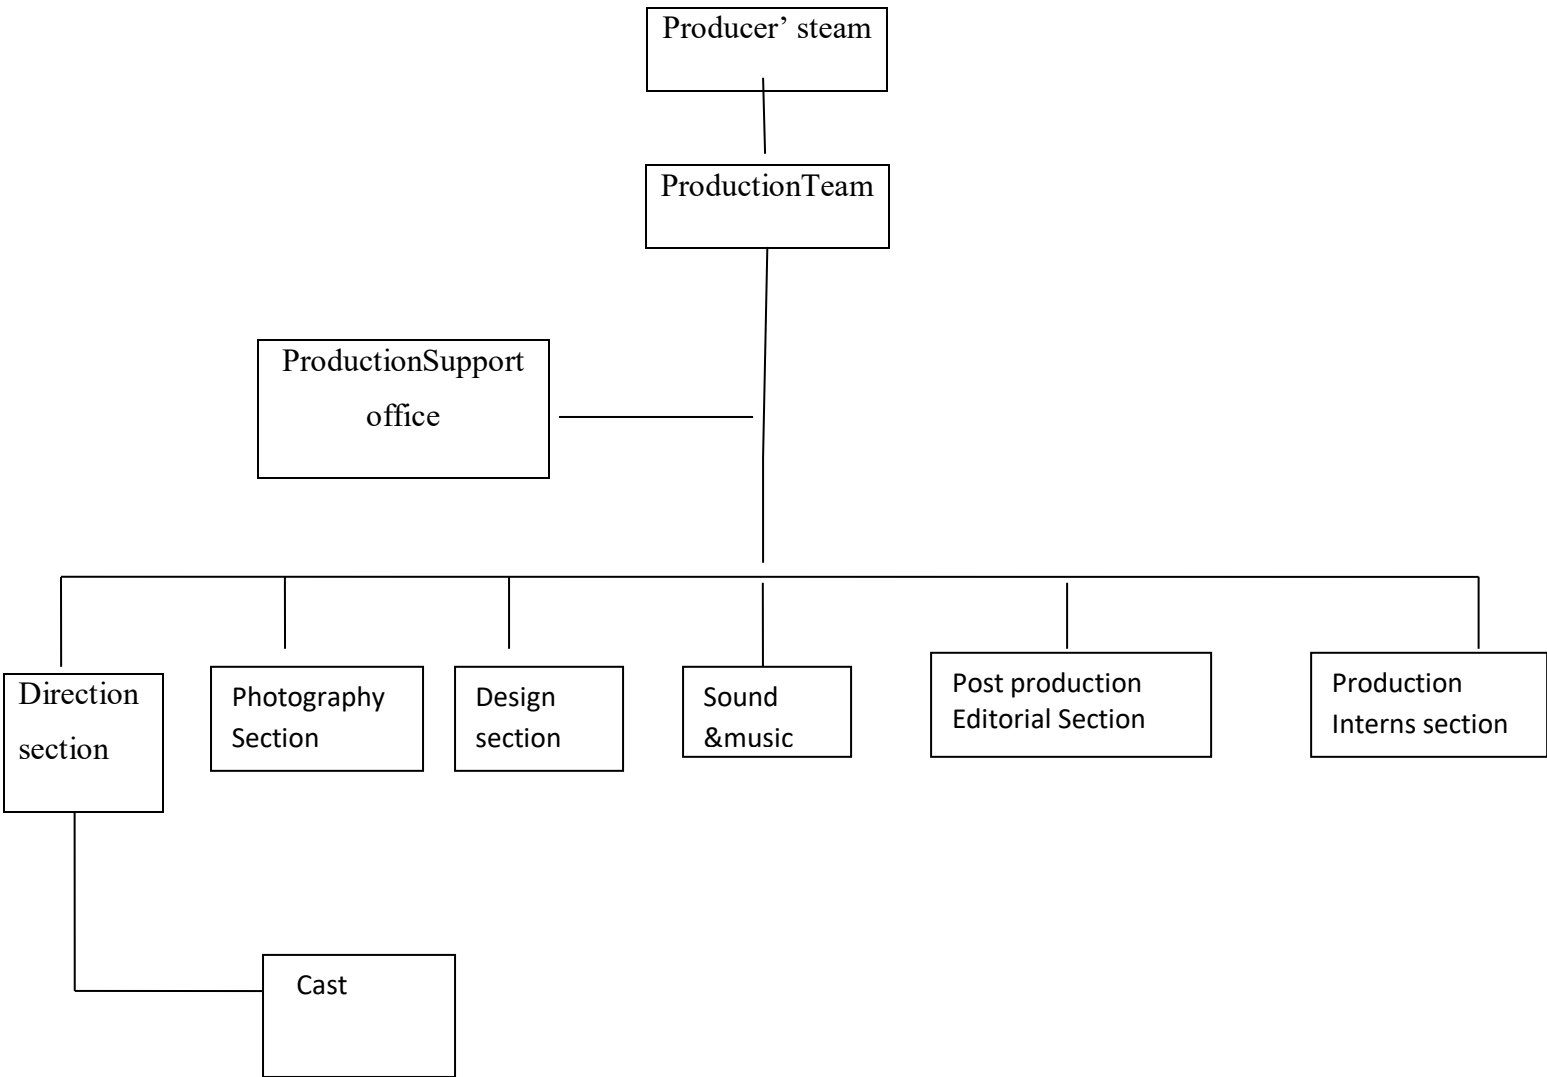 Producer’ steam
ProductionTeam
ProductionSupport
office
Direction
section
Photography
Section
Design
section
Sound
&music
Post production
Editorial Section
Production
Interns section
Cast